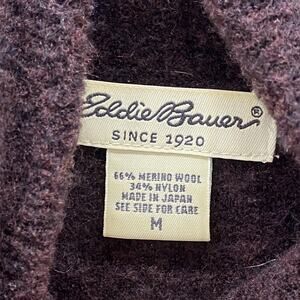 Eddie Bauer®
SINCE 1920
66% MERINO WOOL
34% NYLON
MADE IN JAPAN
SEE SIDE FOR CARE
M